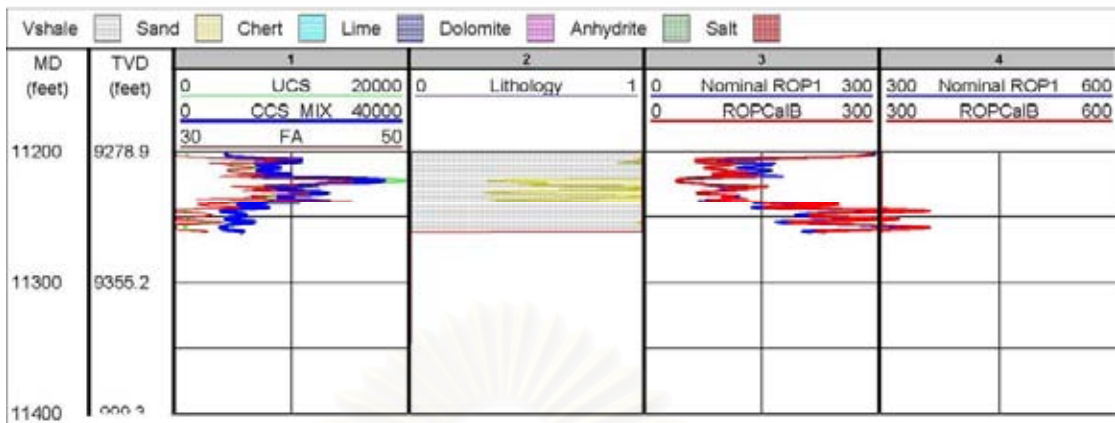 Vshale Sand Chert Lime Dolomite Anhydrite Salt
MD TVD 1 2 3 4
(feet) (feet) 0 UCS 20000 0 Lithology 1 0 Nominal ROP1 300 300 Nominal ROP1 600
0 CCS_MIX 40000 0 ROPCalB 300 300 ROPCalB 600
30 FA 50
11200 9278.9
11300 9355.2
11400